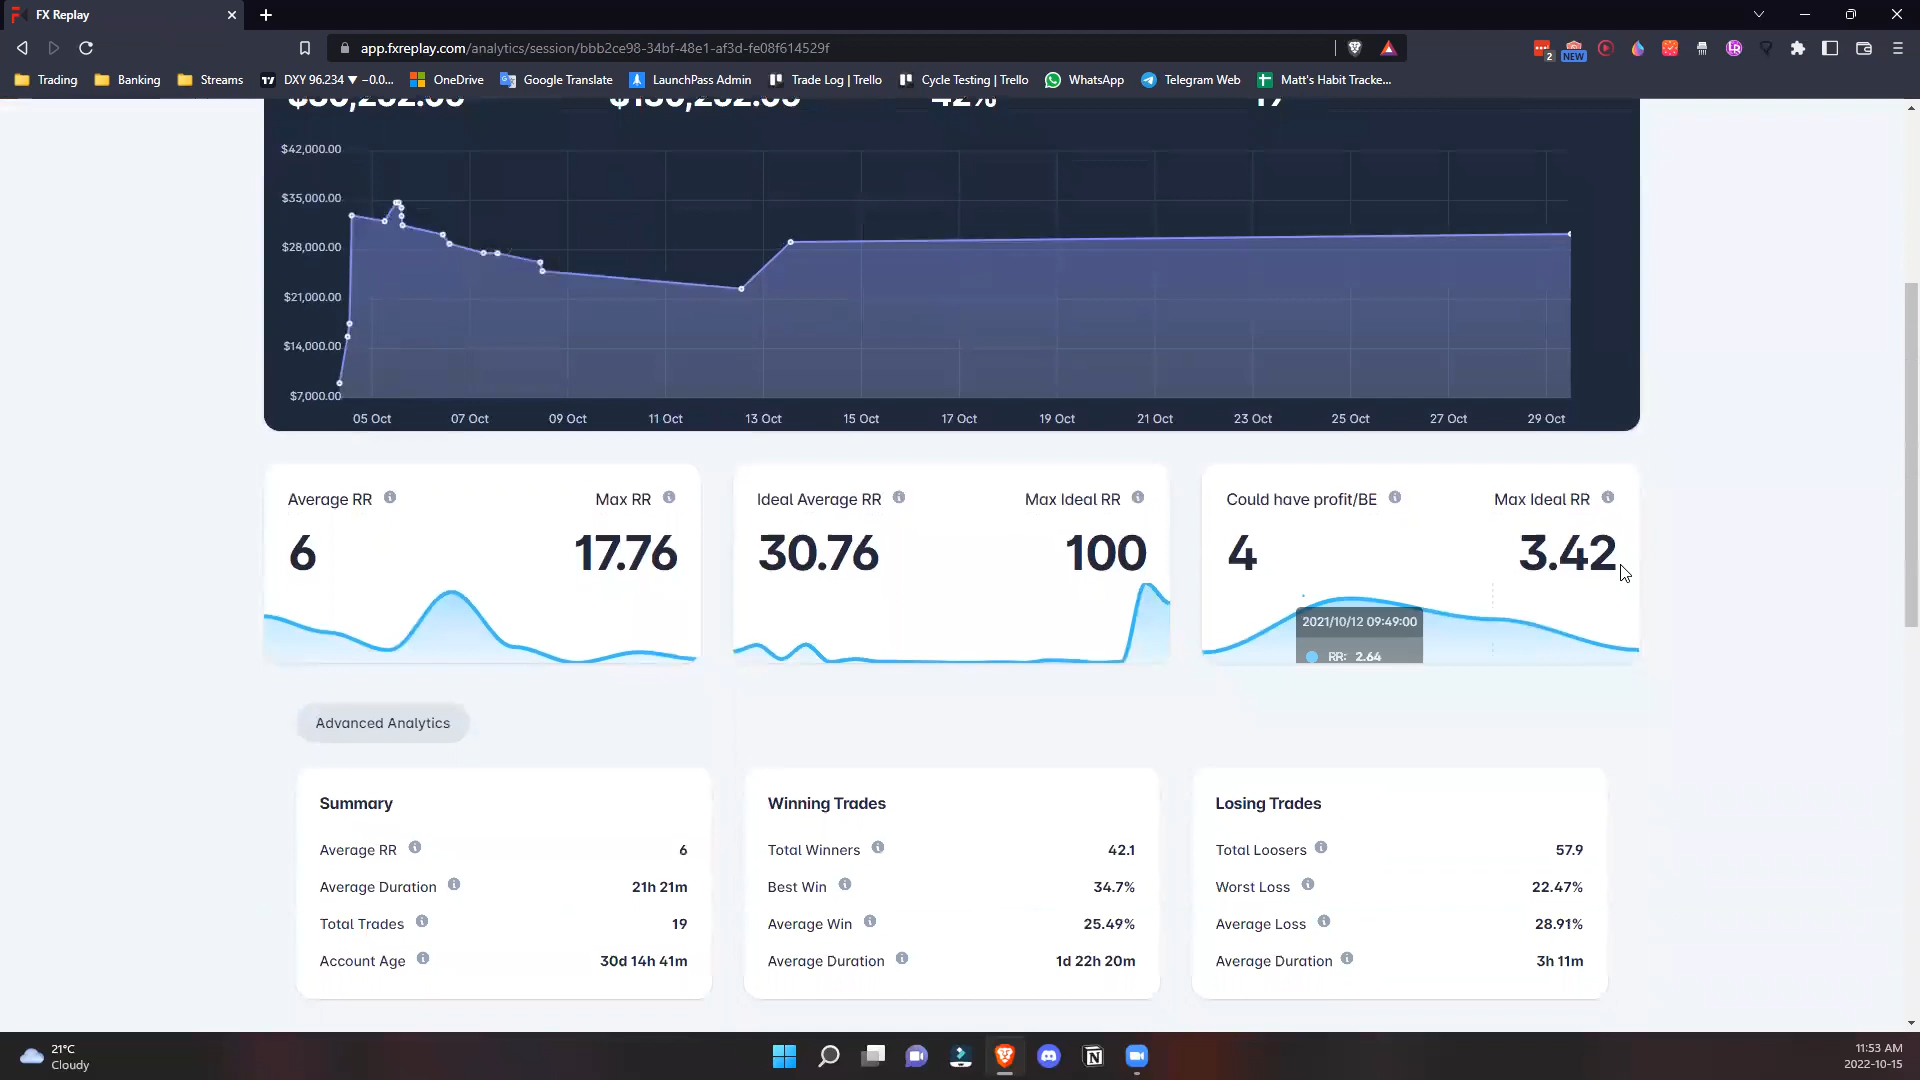 FX Replay
app.fxreplay.com/analytics/session/bbb2ce98-34bf-48e1-af3d-fe08f614529f
2
NEW
Trading
Banking
Streams
DXY 96.234 ▼ −0.0...
OneDrive
Google Translate
LaunchPass Admin
Trade Log | Trello
Cycle Testing | Trello
WhatsApp
Telegram Web
Matt's Habit Tracke...
42%
$42,000.00
$35,000.00
$28,000.00
$21,000.00
$14,000.00
$7,000.00
05 Oct 07 Oct 09 Oct 11 Oct 13 Oct 15 Oct 17 Oct 19 Oct 21 Oct 23 Oct 25 Oct 27 Oct 29 Oct
Average RR Max RR
6 17.76
Ideal Average RR Max Ideal RR
30.76 100
Could have profit/BE Max Ideal RR
4 3.42
2021/10/12 09:49:00
RR: 2.64
Advanced Analytics
Summary
Average RR 6
Average Duration 21h 21m
Total Trades 19
Account Age 30d 14h 41m
Winning Trades
Total Winners 42.1
Best Win 34.7%
Average Win 25.49%
Average Duration 1d 22h 20m
Losing Trades
Total Loosers 57.9
Worst Loss 22.47%
Average Loss 28.91%
Average Duration 3h 11m
21°C
Cloudy
11:53 AM
2022-10-15